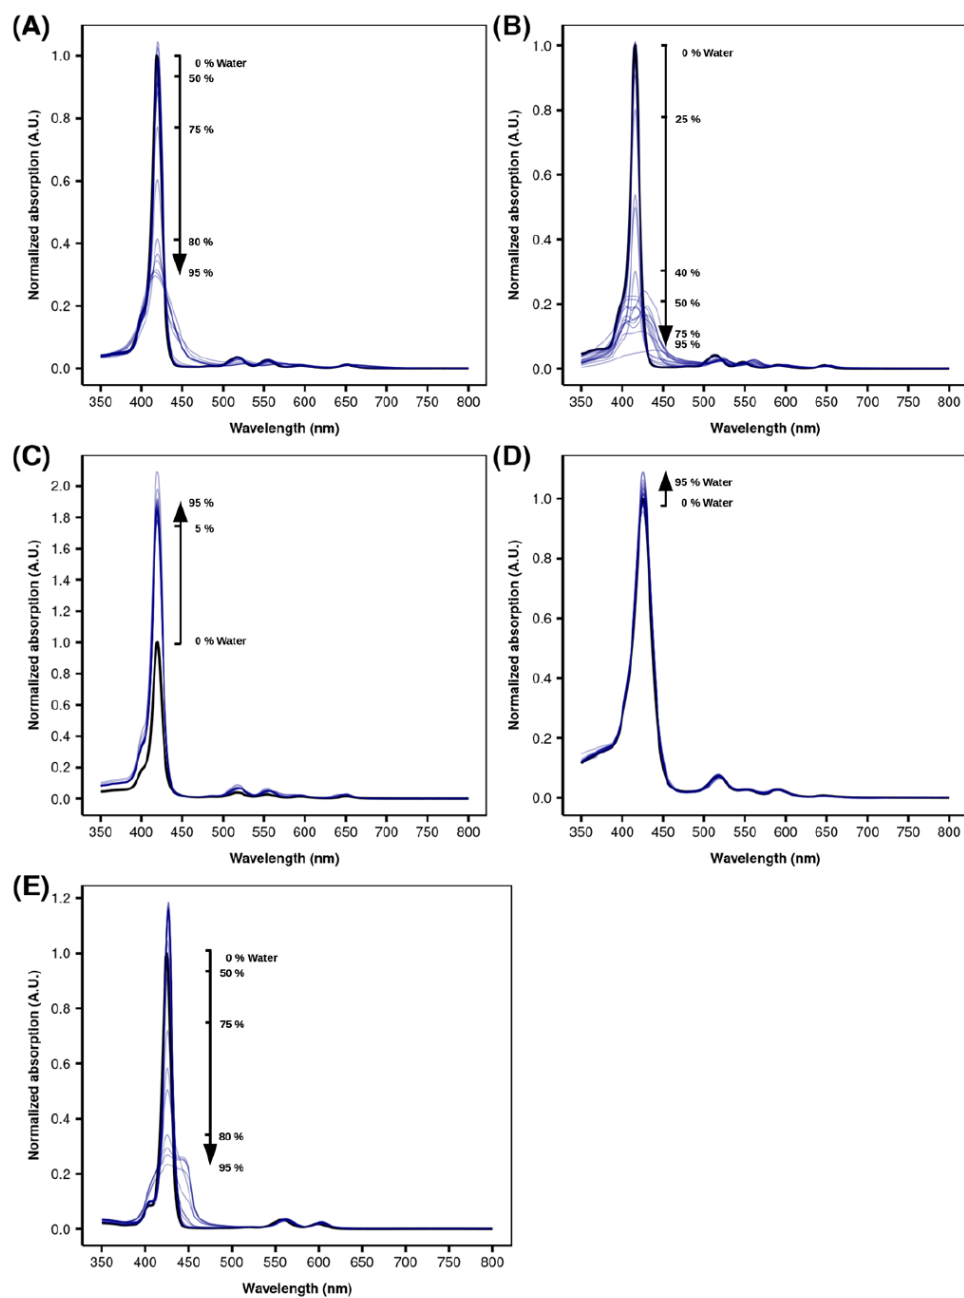 (A)
Normalized absorption (A.U.)
1.0
0.8
0.6
0.4
0.2
0.0
0 % Water
50 %
75 %
80 %
95 %
350 400 450 500 550 600 650 700 750 800
Wavelength (nm)
(B)
Normalized absorption (A.U.)
1.0
0.8
0.6
0.4
0.2
0.0
0 % Water
25 %
40 %
50 %
75 %
95 %
350 400 450 500 550 600 650 700 750 800
Wavelength (nm)
(C)
Normalized absorption (A.U.)
2.0
1.8
1.6
1.4
1.2
1.0
0.8
0.6
0.4
0.2
0.0
95 %
5 %
0 % Water
350 400 450 500 550 600 650 700 750 800
Wavelength (nm)
(D)
Normalized absorption (A.U.)
1.0
0.8
0.6
0.4
0.2
0.0
95 % Water
0 % Water
350 400 450 500 550 600 650 700 750 800
Wavelength (nm)
(E)
Normalized absorption (A.U.)
1.2
1.0
0.8
0.6
0.4
0.2
0.0
0 % Water
50 %
75 %
80 %
95 %
350 400 450 500 550 600 650 700 750 800
Wavelength (nm)